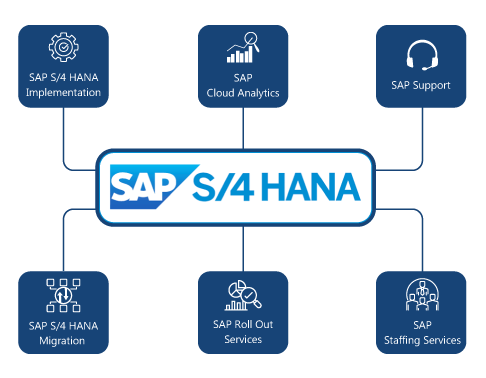 SAP S/4 HANA
Implementation
SAP
Cloud Analytics
SAP Support
SAP S/4 HANA
SAP S/4 HANA
Migration
SAP Roll Out
Services
SAP
Staffing Services